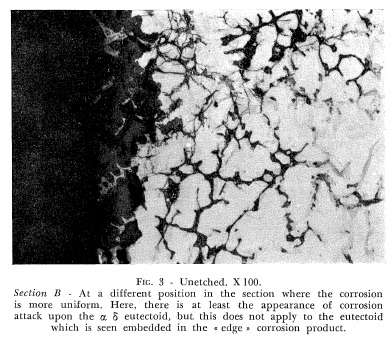 FIG. 3 - Unetched, X 100.
Section B - At a different position in the section where the corrosion
is more uniform. Here, there is at least the appearance of corrosion
attack upon the α δ eutectoid, but this does not apply to the eutectoid
which is seen embedded in the « edge » corrosion product.